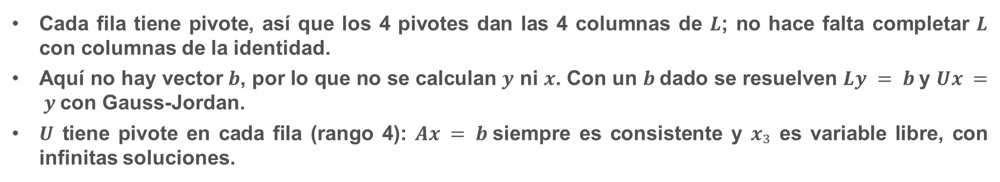 • Cada fila tiene pivote, así que los 4 pivotes dan las 4 columnas de L; no hace falta completar L
con columnas de la identidad.
• Aquí no hay vector b, por lo que no se calculan y ni x. Con un b dado se resuelven Ly = b y Ux =
y con Gauss-Jordan.
• U tiene pivote en cada fila (rango 4): Ax = b siempre es consistente y x₃ es variable libre, con
infinitas soluciones.